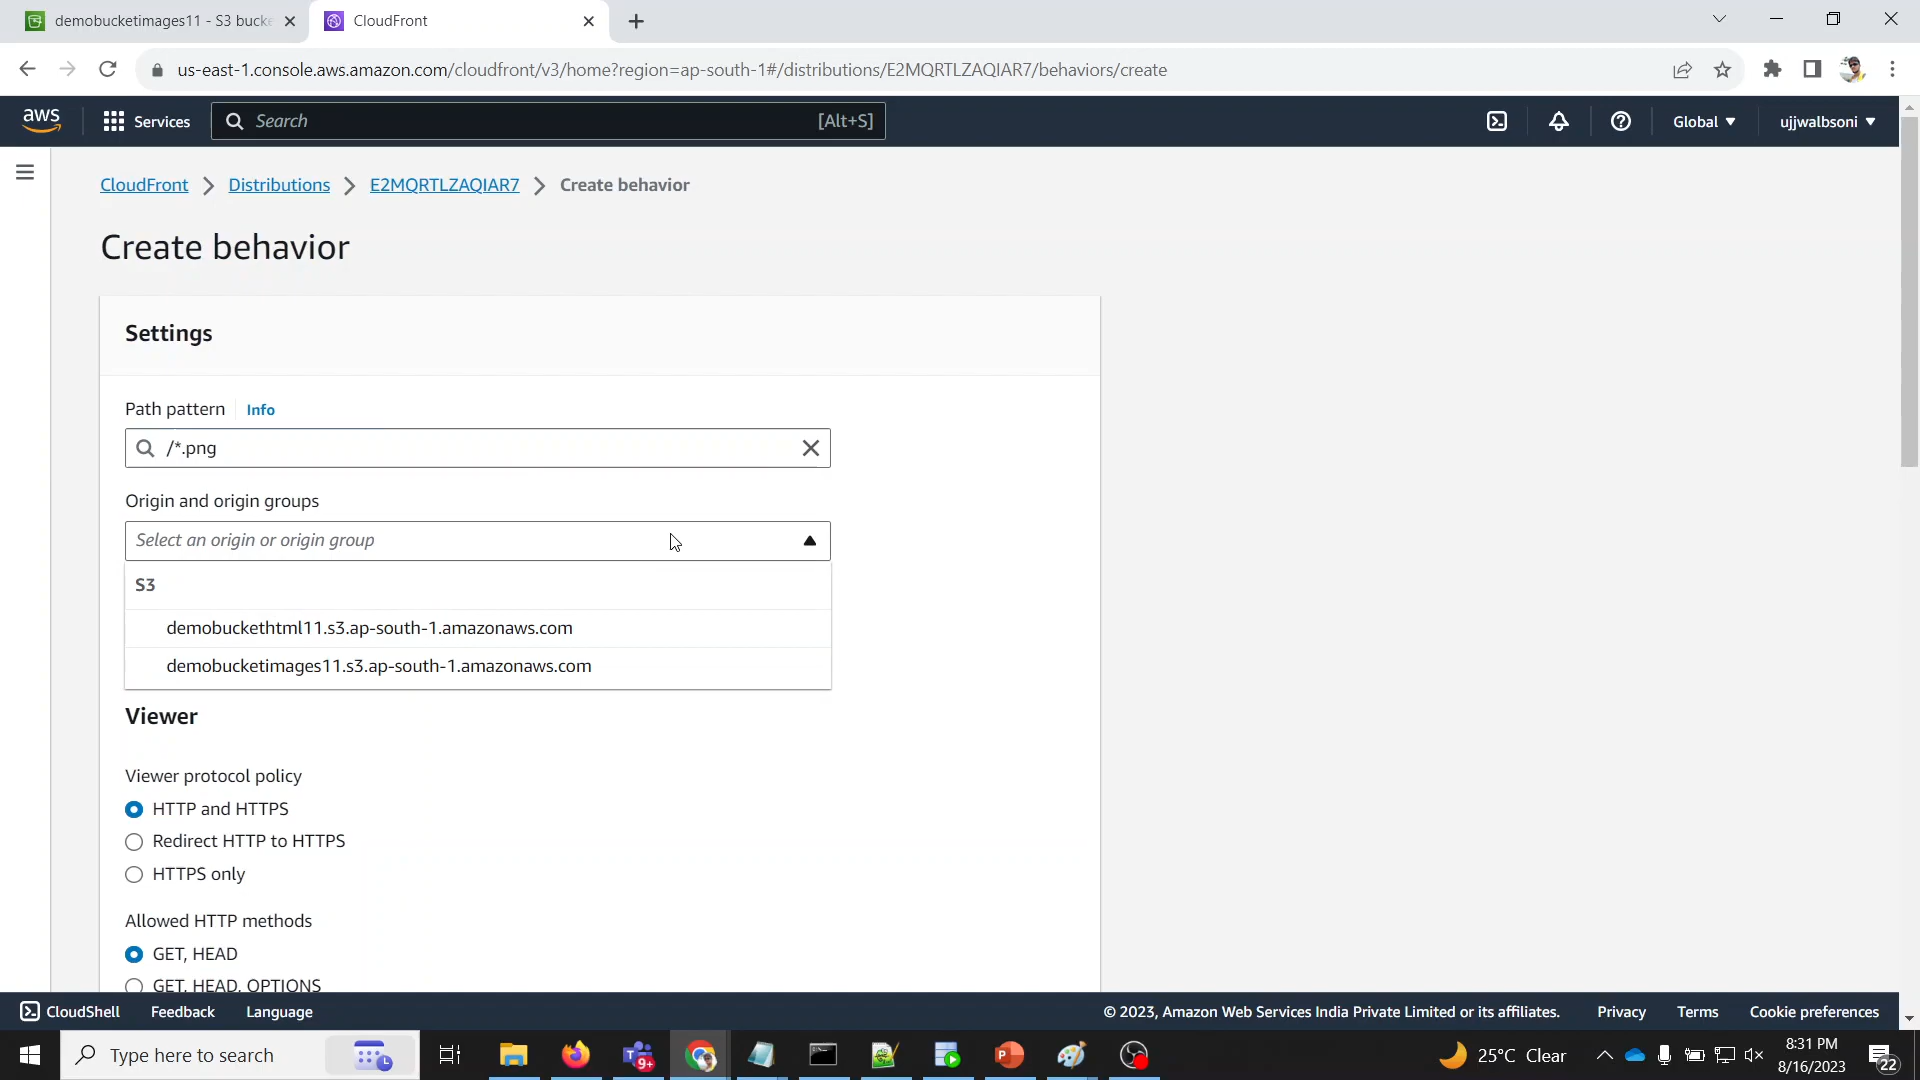 demobucketimages11 - S3 bucke
CloudFront
us-east-1.console.aws.amazon.com/cloudfront/v3/home?region=ap-south-1#/distributions/E2MQRTLZAQIAR7/behaviors/create
aws
Services
Search
[Alt+S]
Global
ujjwalbsoni
CloudFront
Distributions
E2MQRTLZAQIAR7
Create behavior
Create behavior
Settings
Path pattern
Info
/*.png
Origin and origin groups
Select an origin or origin group
S3
demobuckethtml11.s3.ap-south-1.amazonaws.com
demobucketimages11.s3.ap-south-1.amazonaws.com
Viewer
Viewer protocol policy
HTTP and HTTPS
Redirect HTTP to HTTPS
HTTPS only
Allowed HTTP methods
GET, HEAD
GET, HEAD, OPTIONS
CloudShell
Feedback
Language
© 2023, Amazon Web Services India Private Limited or its affiliates.
Privacy
Terms
Cookie preferences
Type here to search
9+
25°C Clear
8:31 PM
8/16/2023
22